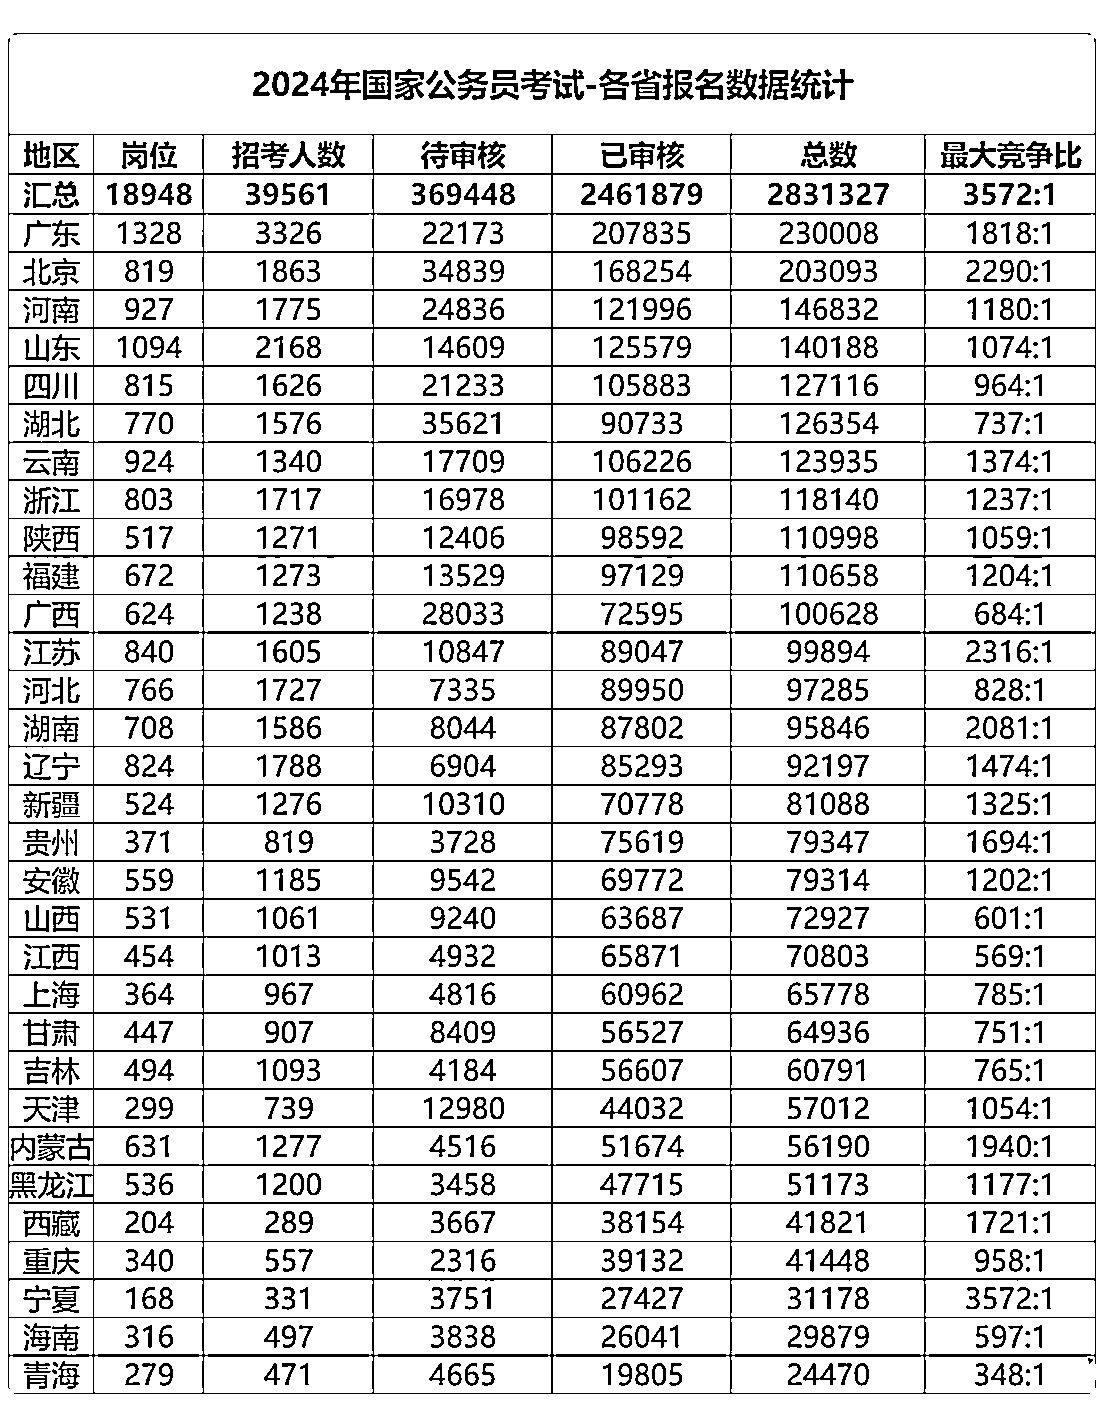 2024年国家公务员考试-各省报名数据统计
地区 岗位 招考人数 待审核 已审核 总数 最大竞争比
汇总 18948 39561 369448 2461879 2831327 3572:1
广东 1328 3326 22173 207835 230008 1818:1
北京 819 1863 34839 168254 203093 2290:1
河南 927 1775 24836 121996 146832 1180:1
山东 1094 2168 14609 125579 140188 1074:1
四川 815 1626 21233 105883 127116 964:1
湖北 770 1576 35621 90733 126354 737:1
云南 924 1340 17709 106226 123935 1374:1
浙江 803 1717 16978 101162 118140 1237:1
陕西 517 1271 12406 98592 110998 1059:1
福建 672 1273 13529 97129 110658 1204:1
广西 624 1238 28033 72595 100628 684:1
江苏 840 1605 10847 89047 99894 2316:1
河北 766 1727 7335 89950 97285 828:1
湖南 708 1586 8044 87802 95846 2081:1
辽宁 824 1788 6904 85293 92197 1474:1
新疆 524 1276 10310 70778 81088 1325:1
贵州 371 819 3728 75619 79347 1694:1
安徽 559 1185 9542 69772 79314 1202:1
山西 531 1061 9240 63687 72927 601:1
江西 454 1013 4932 65871 70803 569:1
上海 364 967 4816 60962 65778 785:1
甘肃 447 907 8409 56527 64936 751:1
吉林 494 1093 4184 56607 60791 765:1
天津 299 739 12980 44032 57012 1054:1
内蒙古 631 1277 4516 51674 56190 1940:1
黑龙江 536 1200 3458 47715 51173 1177:1
西藏 204 289 3667 38154 41821 1721:1
重庆 340 557 2316 39132 41448 958:1
宁夏 168 331 3751 27427 31178 3572:1
海南 316 497 3838 26041 29879 597:1
青海 279 471 4665 19805 24470 348:1